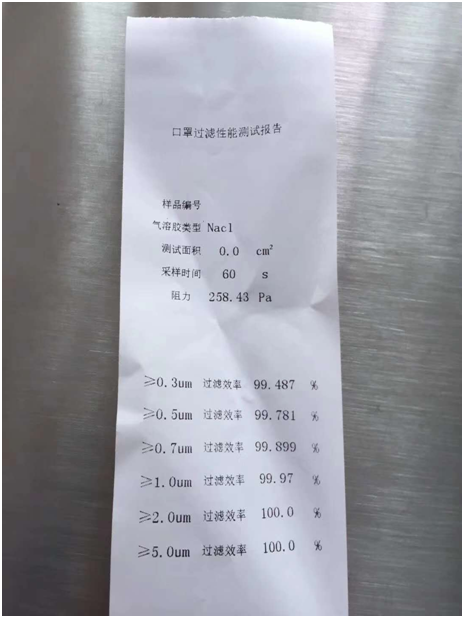 口罩过滤性能测试报告
样品编号
气溶胶类型 Nacl
测试面积 0.0 cm²
采样时间 60 s
阻力 258.43 Pa
≥0.3um 过滤效率 99.487 %
≥0.5um 过滤效率 99.781 %
≥0.7um 过滤效率 99.899 %
≥1.0um 过滤效率 99.97 %
≥2.0um 过滤效率 100.0 %
≥5.0um 过滤效率 100.0 %